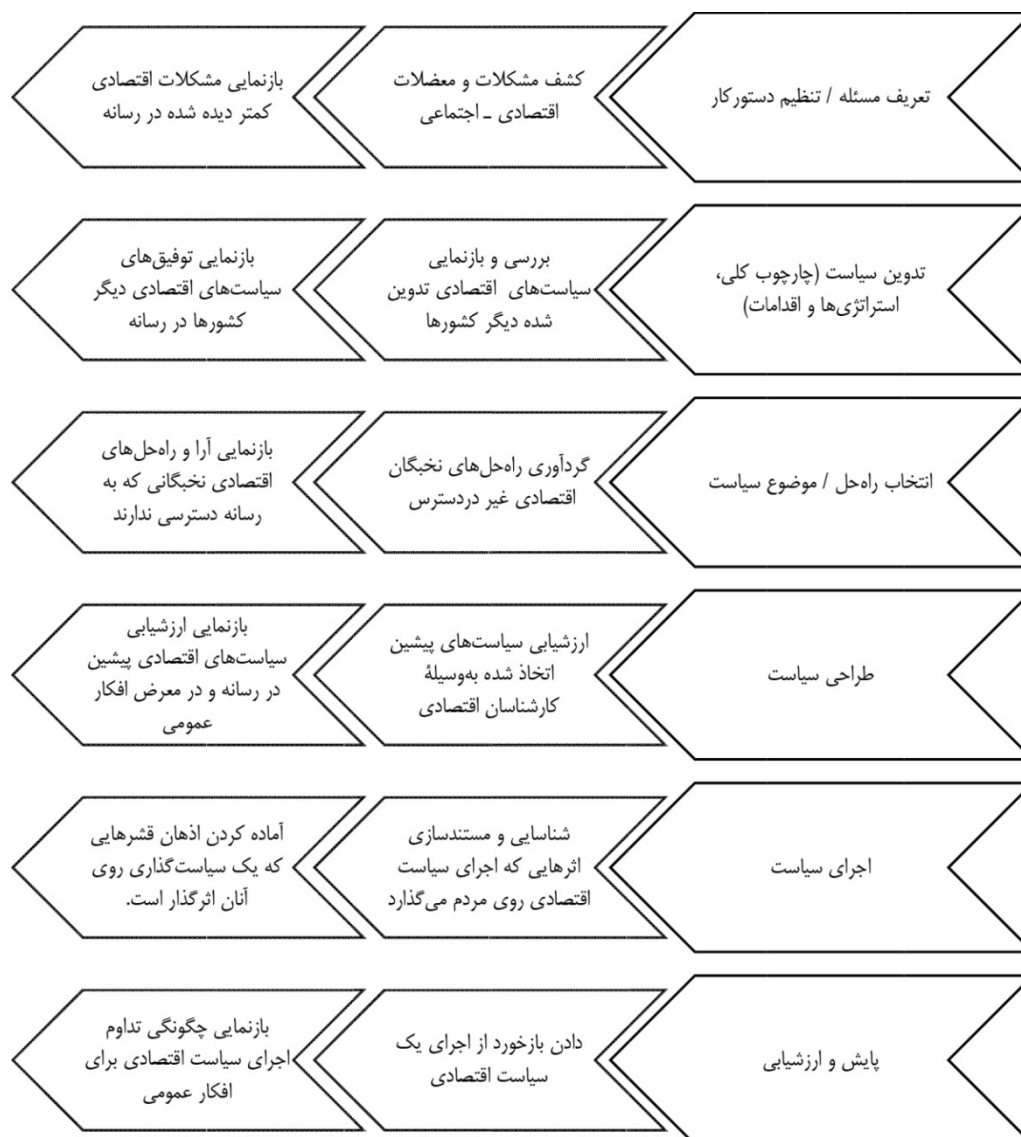 تعریف مسئله / تنظیم دستورکار
کشف مشکلات و معضلات
اقتصادی ـ اجتماعی
بازنمایی مشکلات اقتصادی
کمتر دیده شده در رسانه
تدوین سیاست (چارچوب کلی،
استراتژی‌ها و اقدامات)
بررسی و بازنمایی
سیاست‌های اقتصادی تدوین
شده دیگر کشورها
بازنمایی توفیق‌های
سیاست‌های اقتصادی دیگر
کشورها در رسانه
انتخاب راه‌حل / موضوع سیاست
گردآوری راه‌حل‌های نخبگان
اقتصادی غیر دردسترس
بازنمایی آرا و راه‌حل‌های
اقتصادی نخبگانی که به
رسانه دسترسی ندارند
طراحی سیاست
ارزشیابی سیاست‌های پیشین
اتخاذ شده به‌وسیلهٔ
کارشناسان اقتصادی
بازنمایی ارزشیابی
سیاست‌های اقتصادی پیشین
در رسانه و در معرض افکار
عمومی
اجرای سیاست
شناسایی و مستندسازی
اثرهایی که اجرای سیاست
اقتصادی روی مردم می‌گذارد
آماده کردن اذهان قشرهایی
که یک سیاست‌گذاری روی
آنان اثرگذار است.
پایش و ارزشیابی
دادن بازخورد از اجرای یک
سیاست اقتصادی
بازنمایی چگونگی تداوم
اجرای سیاست اقتصادی برای
افکار عمومی